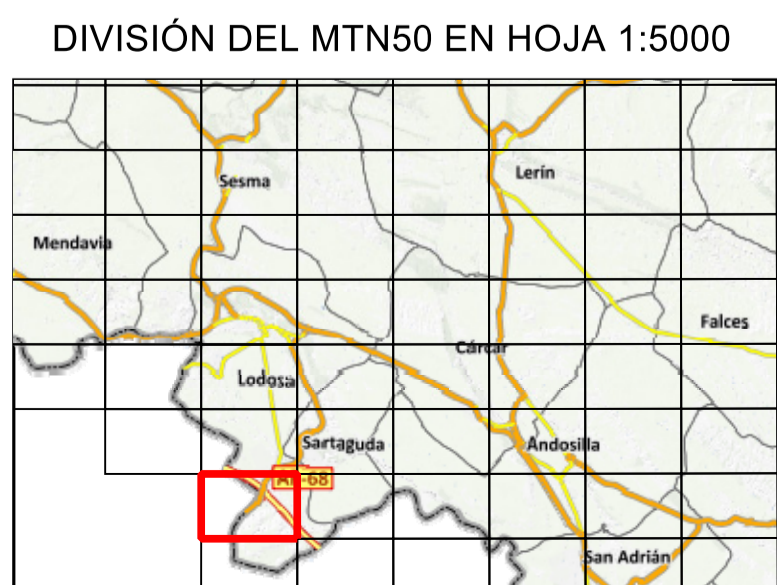 DIVISIÓN DEL MTN50 EN HOJA 1:5000
Lerín
Sesma
Mendavia
Falces
Cárcar
Lodosa
Sartaguda
Andosilla
AP-68
San Adrián